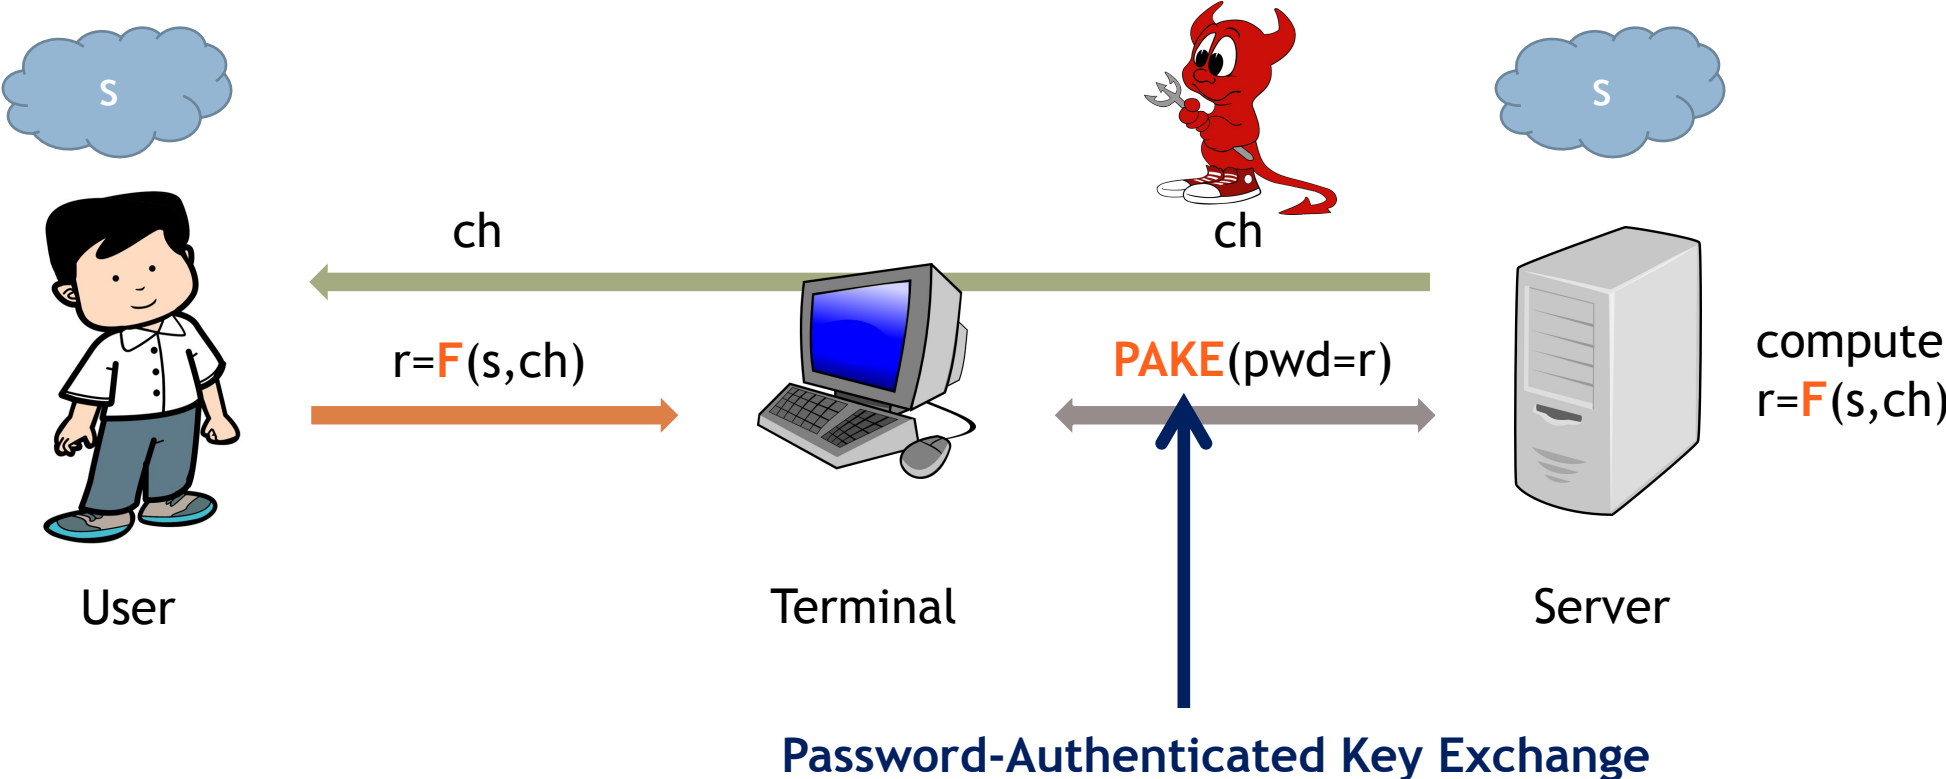 s
s
ch
ch
r=F(s,ch)
PAKE(pwd=r)
compute
r=F(s,ch)
User
Terminal
Server
Password-Authenticated Key Exchange